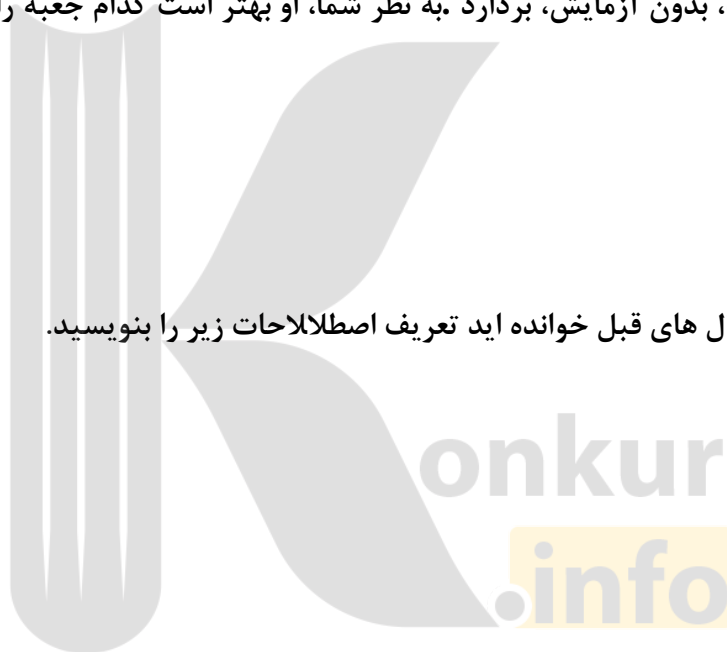 ، بدون آزمایش، بردارد .به نظر شما، او بهتر است کدام جعبه را
ل های قبل خوانده اید تعریف اصطلالاحات زیر را بنویسید.
Konkur
.info